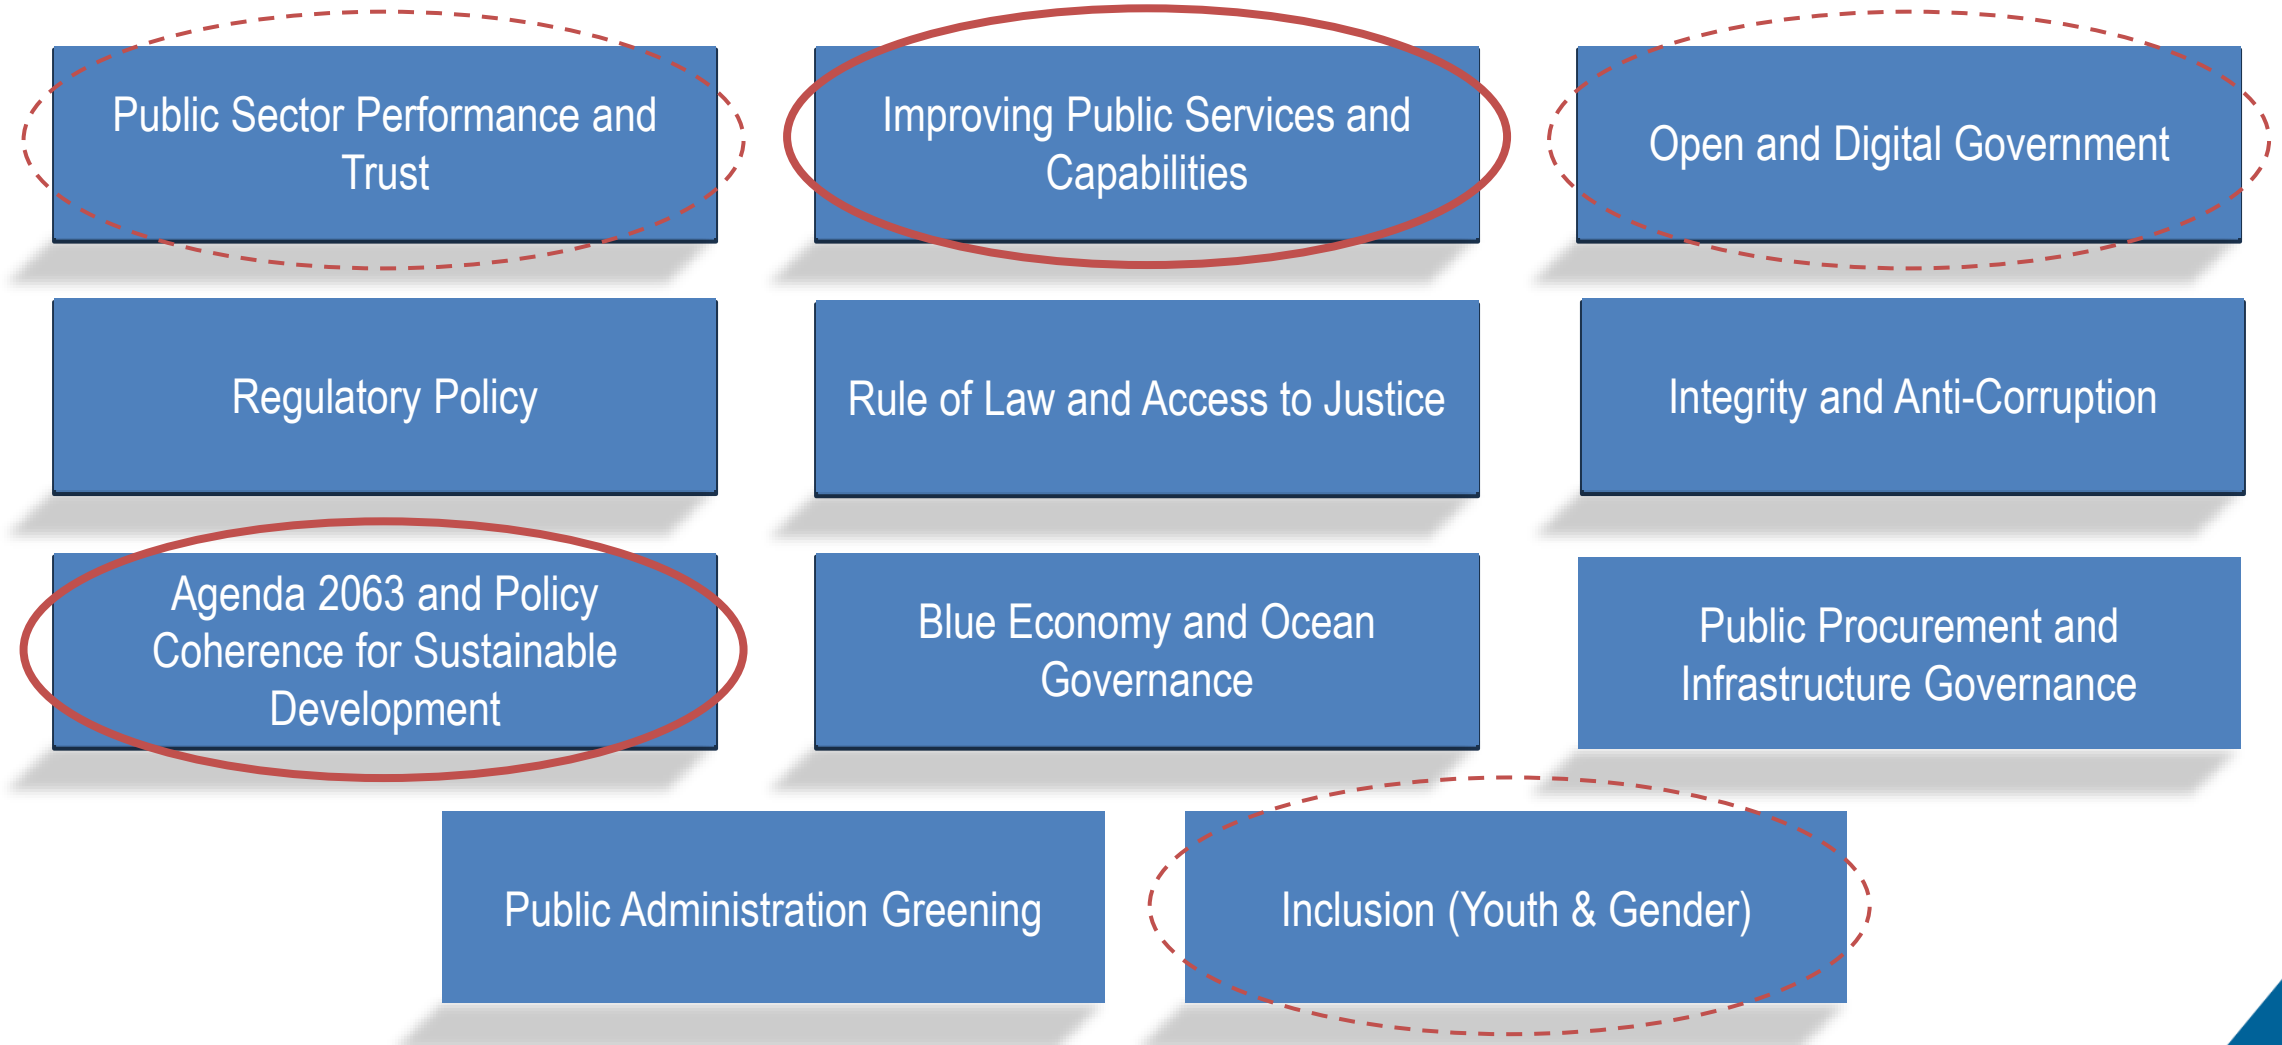 Public Sector Performance and
Trust
Improving Public Services and
Capabilities
Open and Digital Government
Regulatory Policy
Rule of Law and Access to Justice
Integrity and Anti-Corruption
Agenda 2063 and Policy
Coherence for Sustainable
Development
Blue Economy and Ocean
Governance
Public Procurement and
Infrastructure Governance
Public Administration Greening
Inclusion (Youth & Gender)